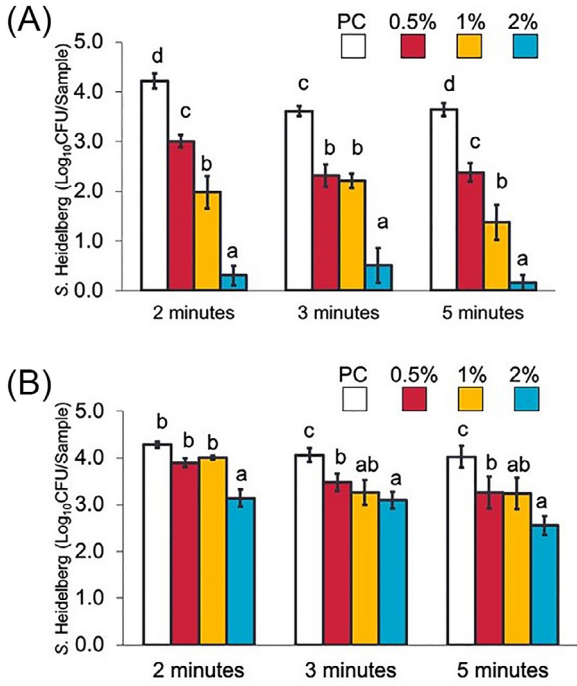 (A)
PC 0.5% 1% 2%
S. Heidelberg (Log₁₀CFU/Sample)
5.0
4.0
3.0
2.0
1.0
0.0
d c b a
c b b a
d c b a
2 minutes 3 minutes 5 minutes
(B)
PC 0.5% 1% 2%
S. Heidelberg (Log₁₀CFU/Sample)
5.0
4.0
3.0
2.0
1.0
0.0
b b b a
c b ab a
c b ab a
2 minutes 3 minutes 5 minutes